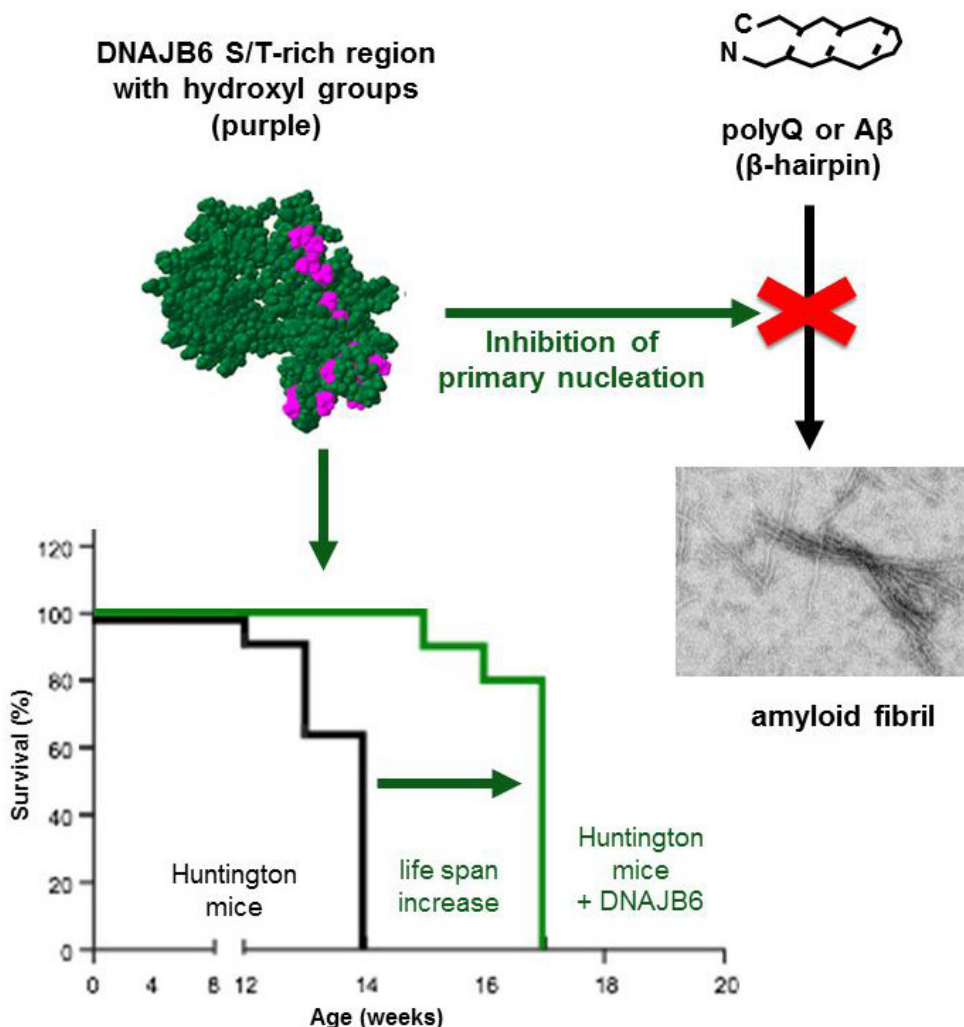 DNAJB6 S/T-rich region
with hydroxyl groups
(purple)
C
N
polyQ or Aβ
(β-hairpin)
Inhibition of
primary nucleation
amyloid fibril
Survival (%)
120
100
80
60
40
20
0
Huntington
mice
life span
increase
Huntington
mice
+ DNAJB6
0 4 8 12 14 16 18 20
Age (weeks)